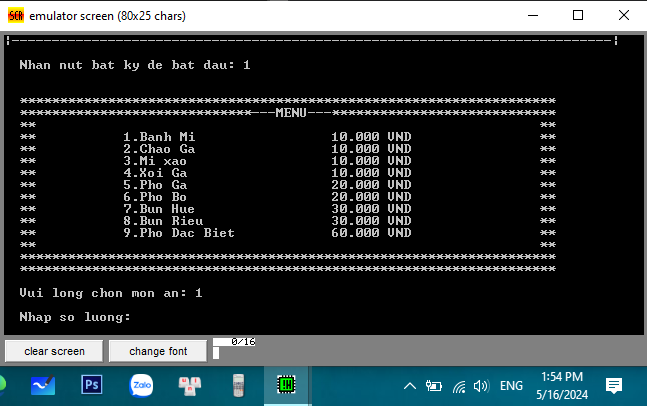 emulator screen (80x25 chars)
Nhan nut bat ky de bat dau: 1
*******************************************************************
*****************************---MENU---****************************
** **
** 1.Banh Mi 10.000 VND **
** 2.Chao Ga 10.000 VND **
** 3.Mi xao 10.000 VND **
** 4.Xoi Ga 10.000 VND **
** 5.Pho Ga 20.000 VND **
** 6.Pho Bo 20.000 VND **
** 7.Bun Hue 30.000 VND **
** 8.Bun Rieu 30.000 VND **
** 9.Pho Dac Biet 60.000 VND **
** **
*******************************************************************
*******************************************************************
Vui long chon mon an: 1
Nhap so luong:
clear screen change font 0/16
Ps Zalo ENG 1:54 PM
5/16/2024